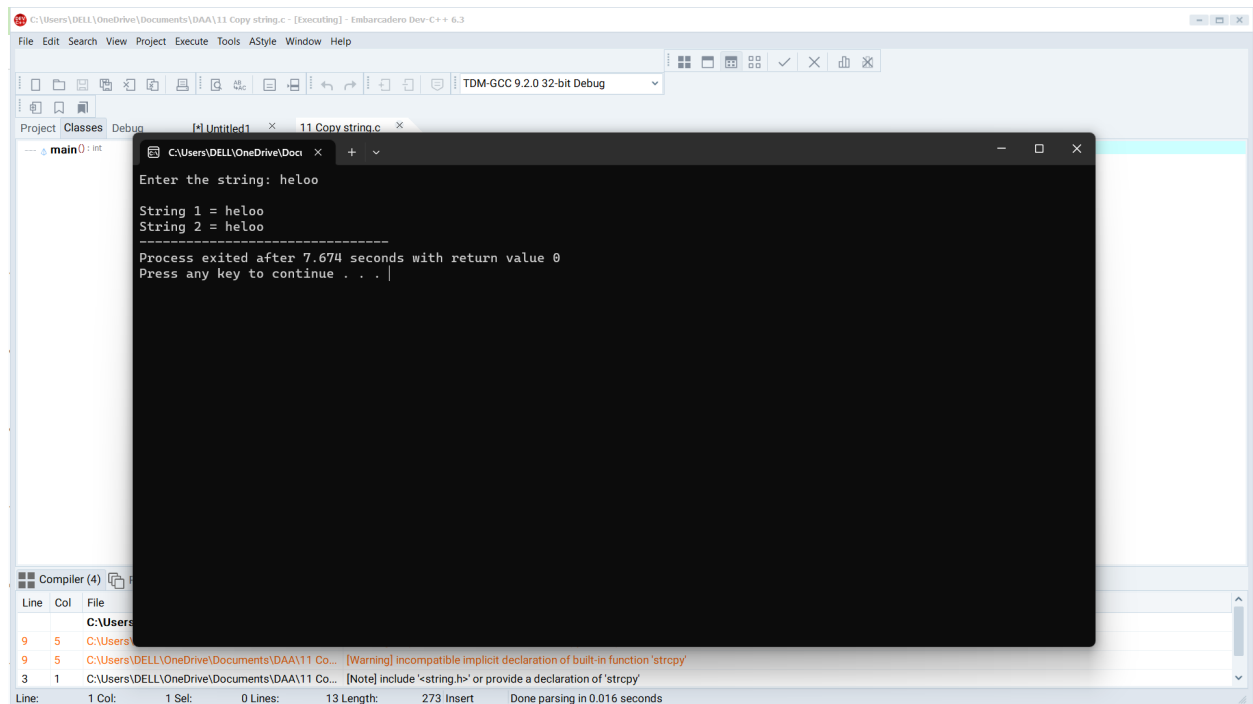 C:\Users\DELL\OneDrive\Documents\DAA\11 Copy string.c - [Executing] - Embarcadero Dev-C++ 6.3
File Edit Search View Project Execute Tools AStyle Window Help
TDM-GCC 9.2.0 32-bit Debug
Project Classes Debug [*] Untitled1 11 Copy string.c
main() : int
C:\Users\DELL\OneDrive\Docu
Enter the string: heloo
String 1 = heloo
String 2 = heloo
--------------------------------
Process exited after 7.674 seconds with return value 0
Press any key to continue . . .
Compiler (4)
Line Col File
C:\Users
9 5 C:\Users\
9 5 C:\Users\DELL\OneDrive\Documents\DAA\11 Co... [Warning] incompatible implicit declaration of built-in function 'strcpy'
3 1 C:\Users\DELL\OneDrive\Documents\DAA\11 Co... [Note] include '<string.h>' or provide a declaration of 'strcpy'
Line: 1 Col: 1 Sel: 0 Lines: 13 Length: 273 Insert Done parsing in 0.016 seconds